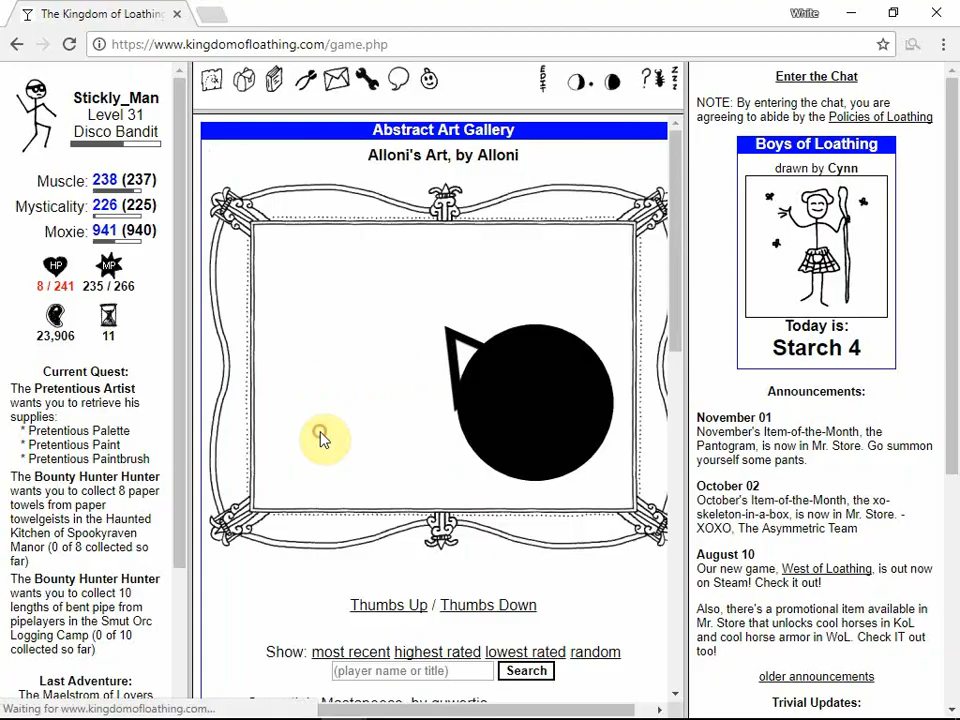 The Kingdom of Loathin
White
https://www.kingdomofloathing.com/game.php
Stickly_Man
Level 31
Disco Bandit
Muscle: 238 (237)
Mysticality: 226 (225)
Moxie: 941 (940)
HP
MP
8 / 241
235 / 266
23,906
11
Current Quest:
The Pretentious Artist
wants you to retrieve his
supplies:
* Pretentious Palette
* Pretentious Paint
* Pretentious Paintbrush
The Bounty Hunter Hunter
wants you to collect 8 paper
towels from paper
towelgeists in the Haunted
Kitchen of Spookyraven
Manor (0 of 8 collected so
far)
The Bounty Hunter Hunter
wants you to collect 10
lengths of bent pipe from
pipelayers in the Smut Orc
Logging Camp (0 of 10
collected so far)
Last Adventure:
The Maelstrom of Lovers
Waiting for www.kingdomofloathing.com...
EDIT
? ZZZ
Abstract Art Gallery
Alloni's Art, by Alloni
Thumbs Up / Thumbs Down
Show: most recent highest rated lowest rated random
(player name or title) Search
Enter the Chat
NOTE: By entering the chat, you are
agreeing to abide by the Policies of Loathing
Boys of Loathing
drawn by Cynn
Today is:
Starch 4
Announcements:
November 01
November's Item-of-the-Month, the
Pantogram, is now in Mr. Store. Go summon
yourself some pants.
October 02
October's Item-of-the-Month, the xo-
skeleton-in-a-box, is now in Mr. Store. -
XOXO, The Asymmetric Team
August 10
Our new game, West of Loathing, is out now
on Steam! Check it out!
Also, there's a promotional item available in
Mr. Store that unlocks cool horses in KoL
and cool horse armor in WoL. Check IT out
too!
older announcements
Trivial Updates: